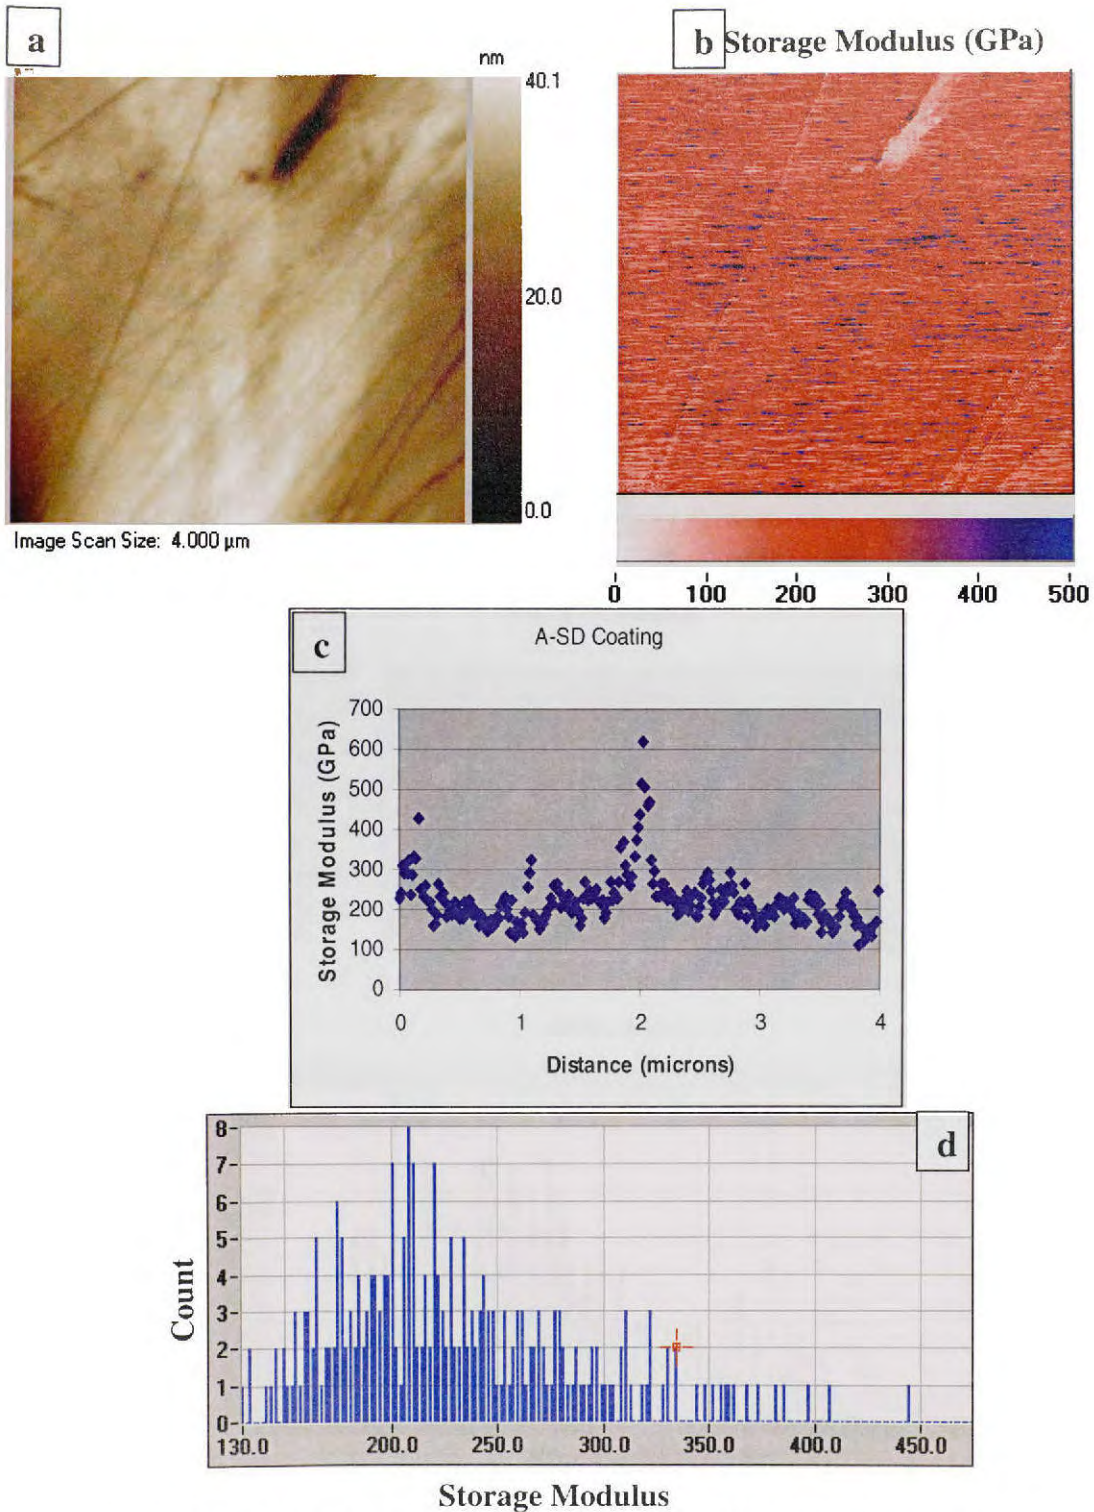 a
nm
40.1
20.0
0.0
Image Scan Size: 4.000 µm
b
Storage Modulus (GPa)
0 100 200 300 400 500
c
A-SD Coating
Storage Modulus (GPa)
700
600
500
400
300
200
100
0
0 1 2 3 4
Distance (microns)
d
Count
8
7
6
5
4
3
2
1
0
130.0 200.0 250.0 300.0 350.0 400.0 450.0
Storage Modulus